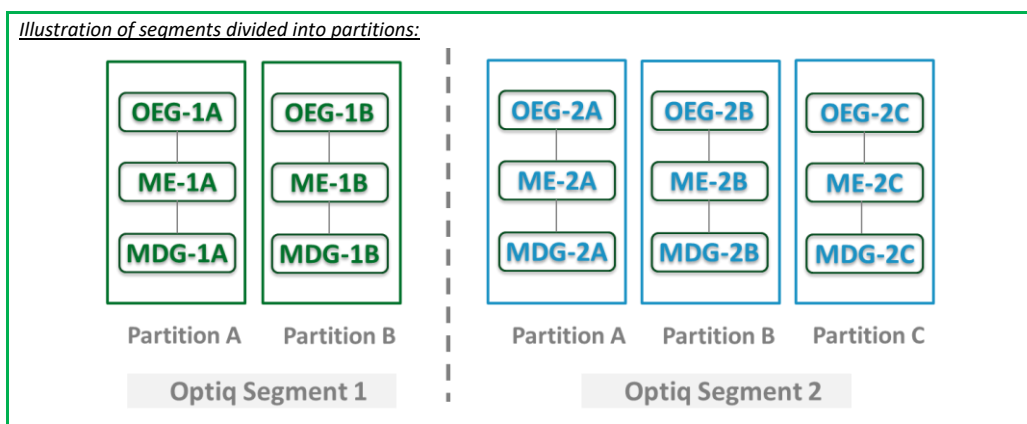 Illustration of segments divided into partitions:
OEG-1A OEG-1B OEG-2A OEG-2B OEG-2C
ME-1A ME-1B ME-2A ME-2B ME-2C
MDG-1A MDG-1B MDG-2A MDG-2B MDG-2C
Partition A Partition B Partition A Partition B Partition C
Optiq Segment 1 Optiq Segment 2